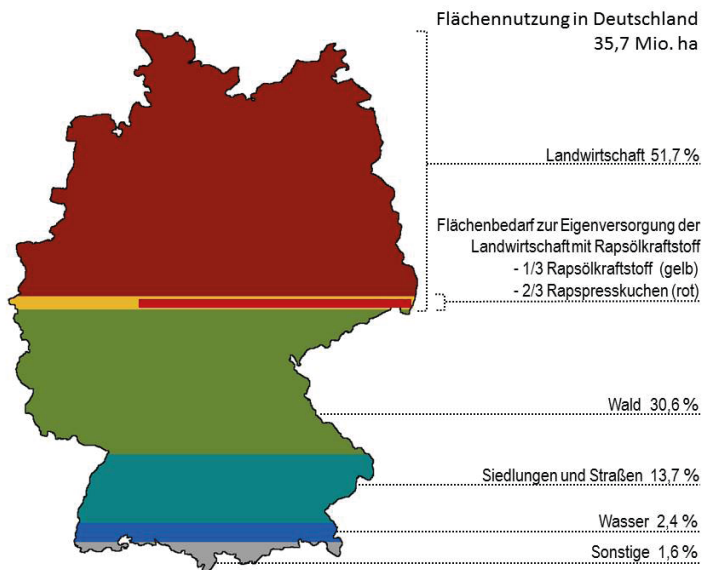 Flächennutzung in Deutschland
35,7 Mio. ha
Landwirtschaft 51,7 %
Flächenbedarf zur Eigenversorgung der
Landwirtschaft mit Rapsölkraftstoff
- 1/3 Rapsölkraftstoff (gelb)
- 2/3 Rapspresskuchen (rot)
Wald 30,6 %
Siedlungen und Straßen 13,7 %
Wasser 2,4 %
Sonstige 1,6 %